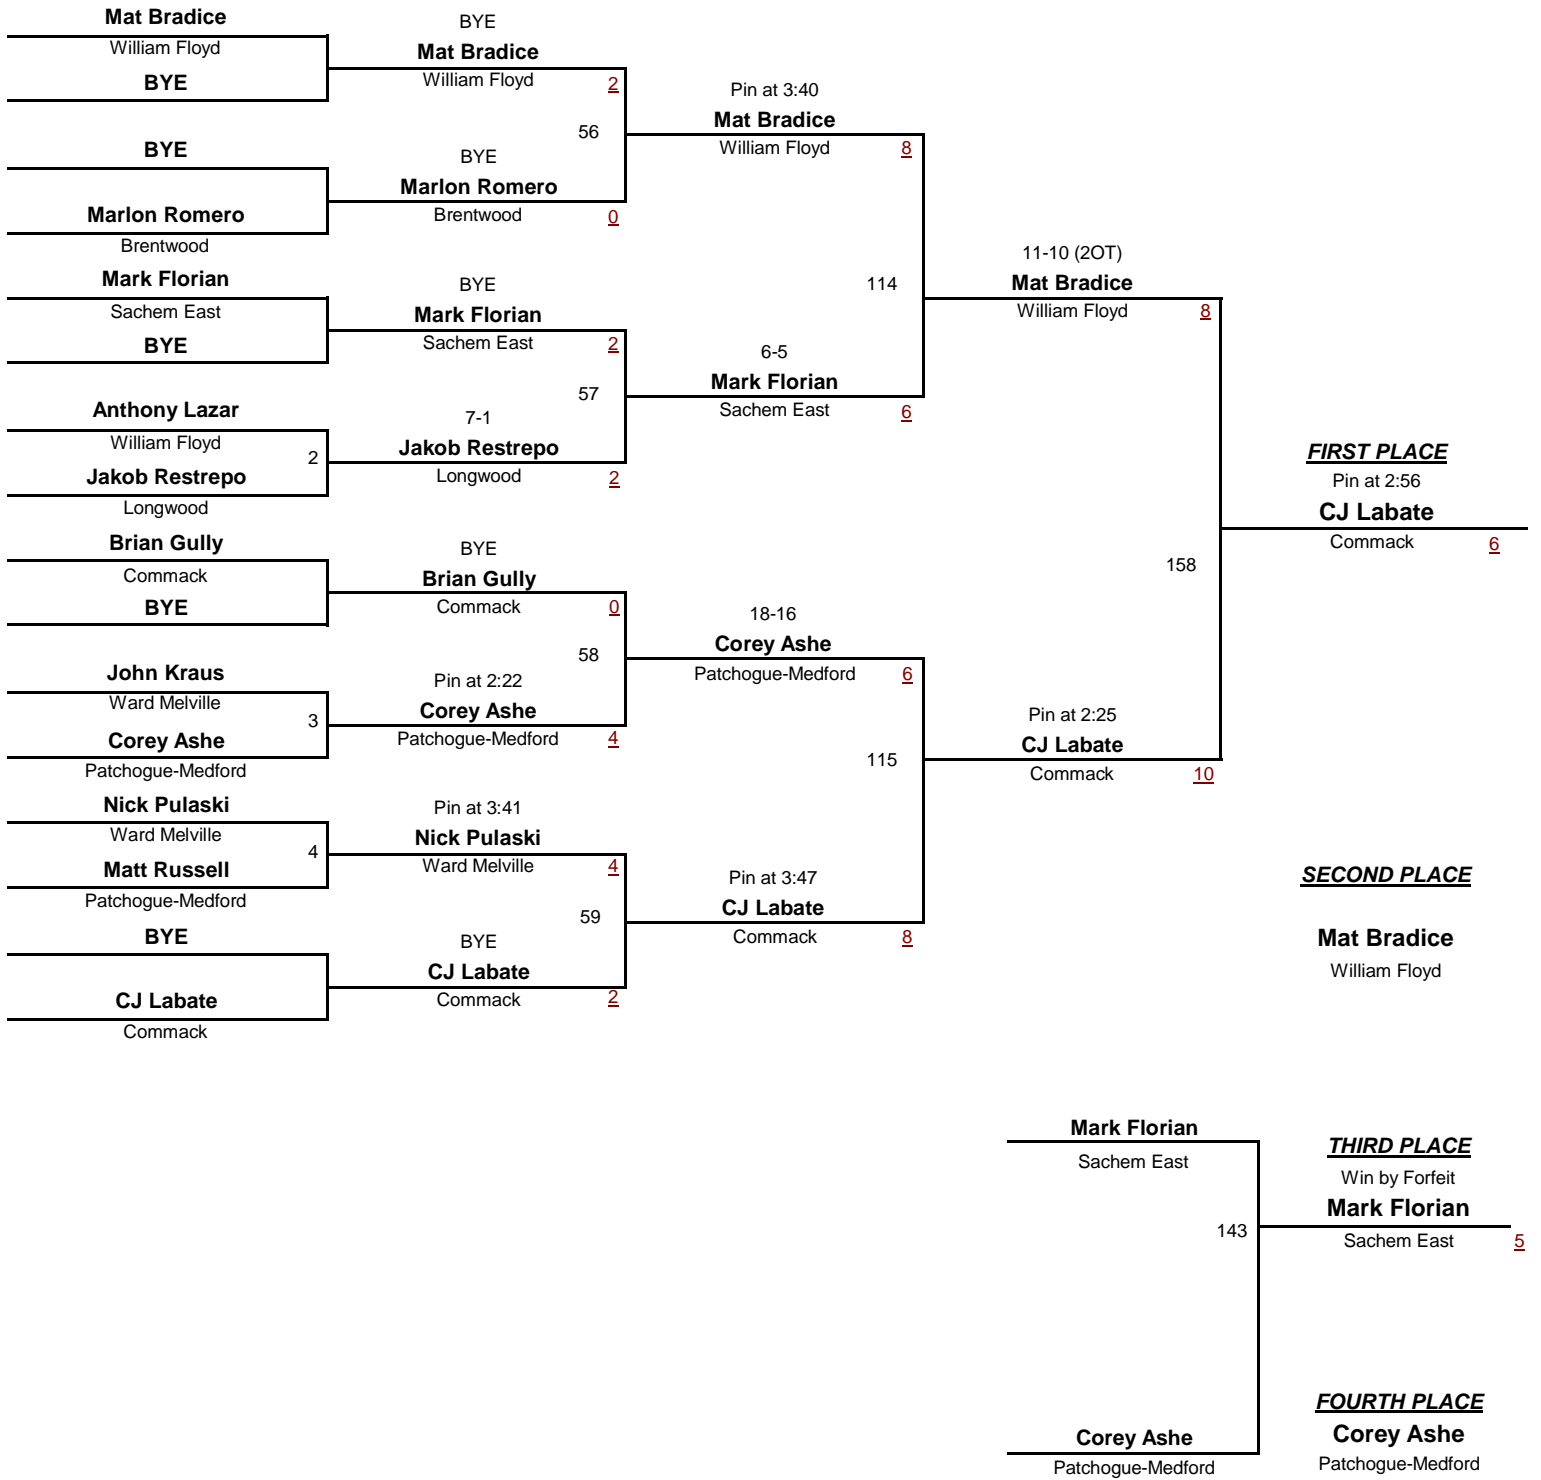 Mat Bradice
William Floyd
BYE
BYE
Marlon Romero
Brentwood
Mark Florian
Sachem East
BYE
Anthony Lazar
William Floyd
2
Jakob Restrepo
Longwood
Brian Gully
Commack
BYE
John Kraus
Ward Melville
3
Corey Ashe
Patchogue-Medford
Nick Pulaski
Ward Melville
4
Matt Russell
Patchogue-Medford
BYE
CJ Labate
Commack
BYE
Mat Bradice
William Floyd 2
56
BYE
Marlon Romero
Brentwood 0
BYE
Mark Florian
Sachem East 2
57
7-1
Jakob Restrepo
Longwood 2
BYE
Brian Gully
Commack 0
58
Pin at 2:22
Corey Ashe
Patchogue-Medford 4
Pin at 3:41
Nick Pulaski
Ward Melville 4
59
BYE
CJ Labate
Commack 2
Pin at 3:40
Mat Bradice
William Floyd 8
114
6-5
Mark Florian
Sachem East 6
18-16
Corey Ashe
Patchogue-Medford 6
115
Pin at 3:47
CJ Labate
Commack 8
11-10 (2OT)
Mat Bradice
William Floyd 8
158
Pin at 2:25
CJ Labate
Commack 10
FIRST PLACE
Pin at 2:56
CJ Labate
Commack 6
SECOND PLACE
Mat Bradice
William Floyd
Mark Florian
Sachem East
143
Corey Ashe
Patchogue-Medford
THIRD PLACE
Win by Forfeit
Mark Florian
Sachem East 5
FOURTH PLACE
Corey Ashe
Patchogue-Medford